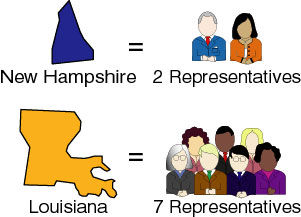 New Hampshire = 2 Representatives
Louisiana = 7 Representatives